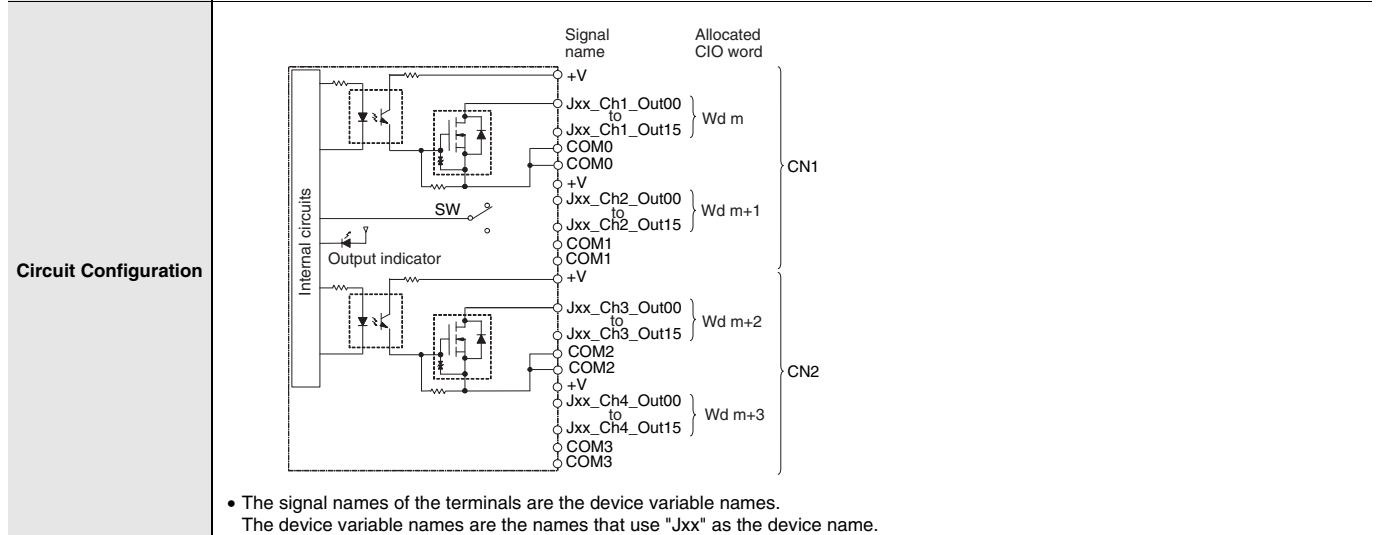 Circuit Configuration
Signal
name
Allocated
CIO word
+V
Jxx_Ch1_Out00
to
Jxx_Ch1_Out15
Wd m
COM0
COM0
+V
Jxx_Ch2_Out00
to
Jxx_Ch2_Out15
Wd m+1
COM1
COM1
CN1
+V
Jxx_Ch3_Out00
to
Jxx_Ch3_Out15
Wd m+2
COM2
COM2
+V
Jxx_Ch4_Out00
to
Jxx_Ch4_Out15
Wd m+3
COM3
COM3
CN2
Internal circuits
SW
Output indicator
• The signal names of the terminals are the device variable names.
The device variable names are the names that use "Jxx" as the device name.